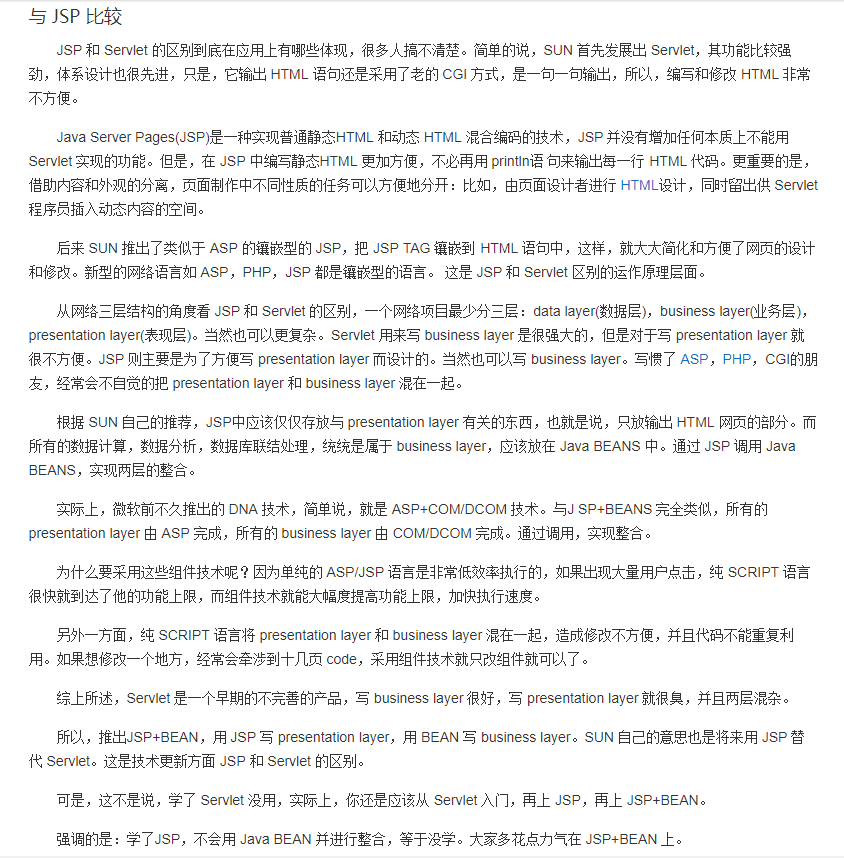 与 JSP 比较
JSP 和 Servlet 的区别到底在应用上有哪些体现，很多人搞不清楚。简单的说，SUN 首先发展出 Servlet，其功能比较强
劲，体系设计也很先进，只是，它输出 HTML 语句还是采用了老的 CGI 方式，是一句一句输出，所以，编写和修改 HTML 非常
不方便。
Java Server Pages(JSP)是一种实现普通静态HTML 和动态 HTML 混合编码的技术，JSP 并没有增加任何本质上不能用
Servlet 实现的功能。但是，在 JSP 中编写静态HTML 更加方便，不必再用 println语 句来输出每一行 HTML 代码。更重要的是，
借助内容和外观的分离，页面制作中不同性质的任务可以方便地分开：比如，由页面设计者进行 HTML设计，同时留出供 Servlet
程序员插入动态内容的空间。
后来 SUN 推出了类似于 ASP 的镶嵌型的 JSP，把 JSP TAG 镶嵌到 HTML 语句中，这样，就大大简化和方便了网页的设计
和修改。新型的网络语言如 ASP，PHP，JSP 都是镶嵌型的语言。 这是 JSP 和 Servlet 区别的运作原理层面。
从网络三层结构的角度看 JSP 和 Servlet 的区别，一个网络项目最少分三层：data layer(数据层)，business layer(业务层)，
presentation layer(表现层)。当然也可以更复杂。Servlet 用来写 business layer 是很强大的，但是对于写 presentation layer 就
很不方便。JSP 则主要是为了方便写 presentation layer 而设计的。当然也可以写 business layer。写惯了 ASP，PHP，CGI的朋
友，经常会不自觉的把 presentation layer 和 business layer 混在一起。
根据 SUN 自己的推荐，JSP中应该仅仅存放与 presentation layer 有关的东西，也就是说，只放输出 HTML 网页的部分。而
所有的数据计算，数据分析，数据库联结处理，统统是属于 business layer，应该放在 Java BEANS 中。通过 JSP 调用 Java
BEANS，实现两层的整合。
实际上，微软前不久推出的 DNA 技术，简单说，就是 ASP+COM/DCOM 技术。与J SP+BEANS 完全类似，所有的
presentation layer 由 ASP 完成，所有的 business layer 由 COM/DCOM 完成。通过调用，实现整合。
为什么要采用这些组件技术呢？因为单纯的 ASP/JSP 语言是非常低效率执行的，如果出现大量用户点击，纯 SCRIPT 语言
很快就到达了他的功能上限，而组件技术就能大幅度提高功能上限，加快执行速度。
另外一方面，纯 SCRIPT 语言将 presentation layer 和 business layer 混在一起，造成修改不方便，并且代码不能重复利
用。如果想修改一个地方，经常会牵涉到十几页 code，采用组件技术就只改组件就可以了。
综上所述，Servlet 是一个早期的不完善的产品，写 business layer 很好，写 presentation layer 就很臭，并且两层混杂。
所以，推出JSP+BEAN，用 JSP 写 presentation layer，用 BEAN 写 business layer。SUN 自己的意思也是将来用 JSP 替
代 Servlet。这是技术更新方面 JSP 和 Servlet 的区别。
可是，这不是说，学了 Servlet 没用，实际上，你还是应该从 Servlet 入门，再上 JSP，再上 JSP+BEAN。
强调的是：学了JSP，不会用 Java BEAN 并进行整合，等于没学。大家多花点力气在 JSP+BEAN 上。